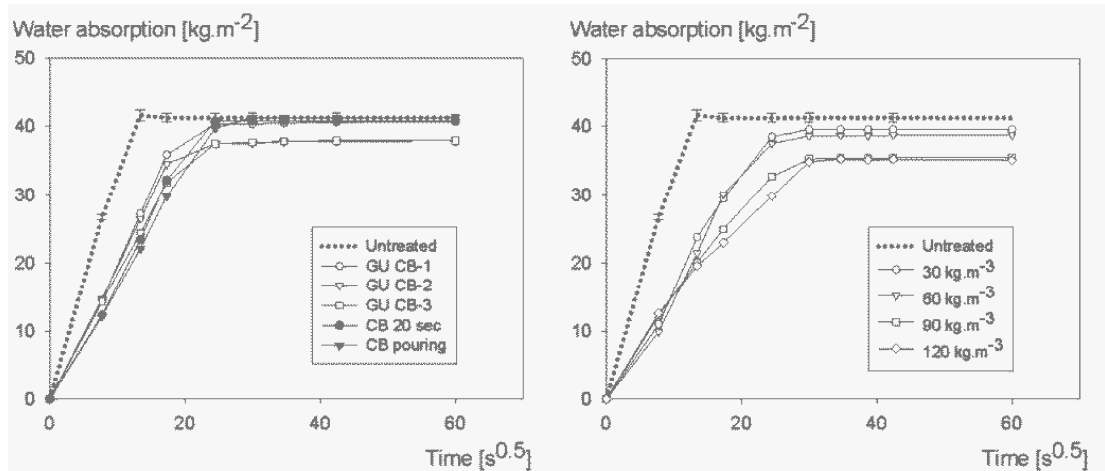 Water absorption [kg.m-2]
50
40
30
20
10
0
0
20
40
60
Time [s0.5]
Untreated
GU CB-1
GU CB-2
GU CB-3
CB 20 sec
CB pouring
Water absorption [kg.m-2]
50
40
30
20
10
0
0
20
40
60
Time [s0.5]
Untreated
30 kg.m-3
60 kg.m-3
90 kg.m-3
120 kg.m-3